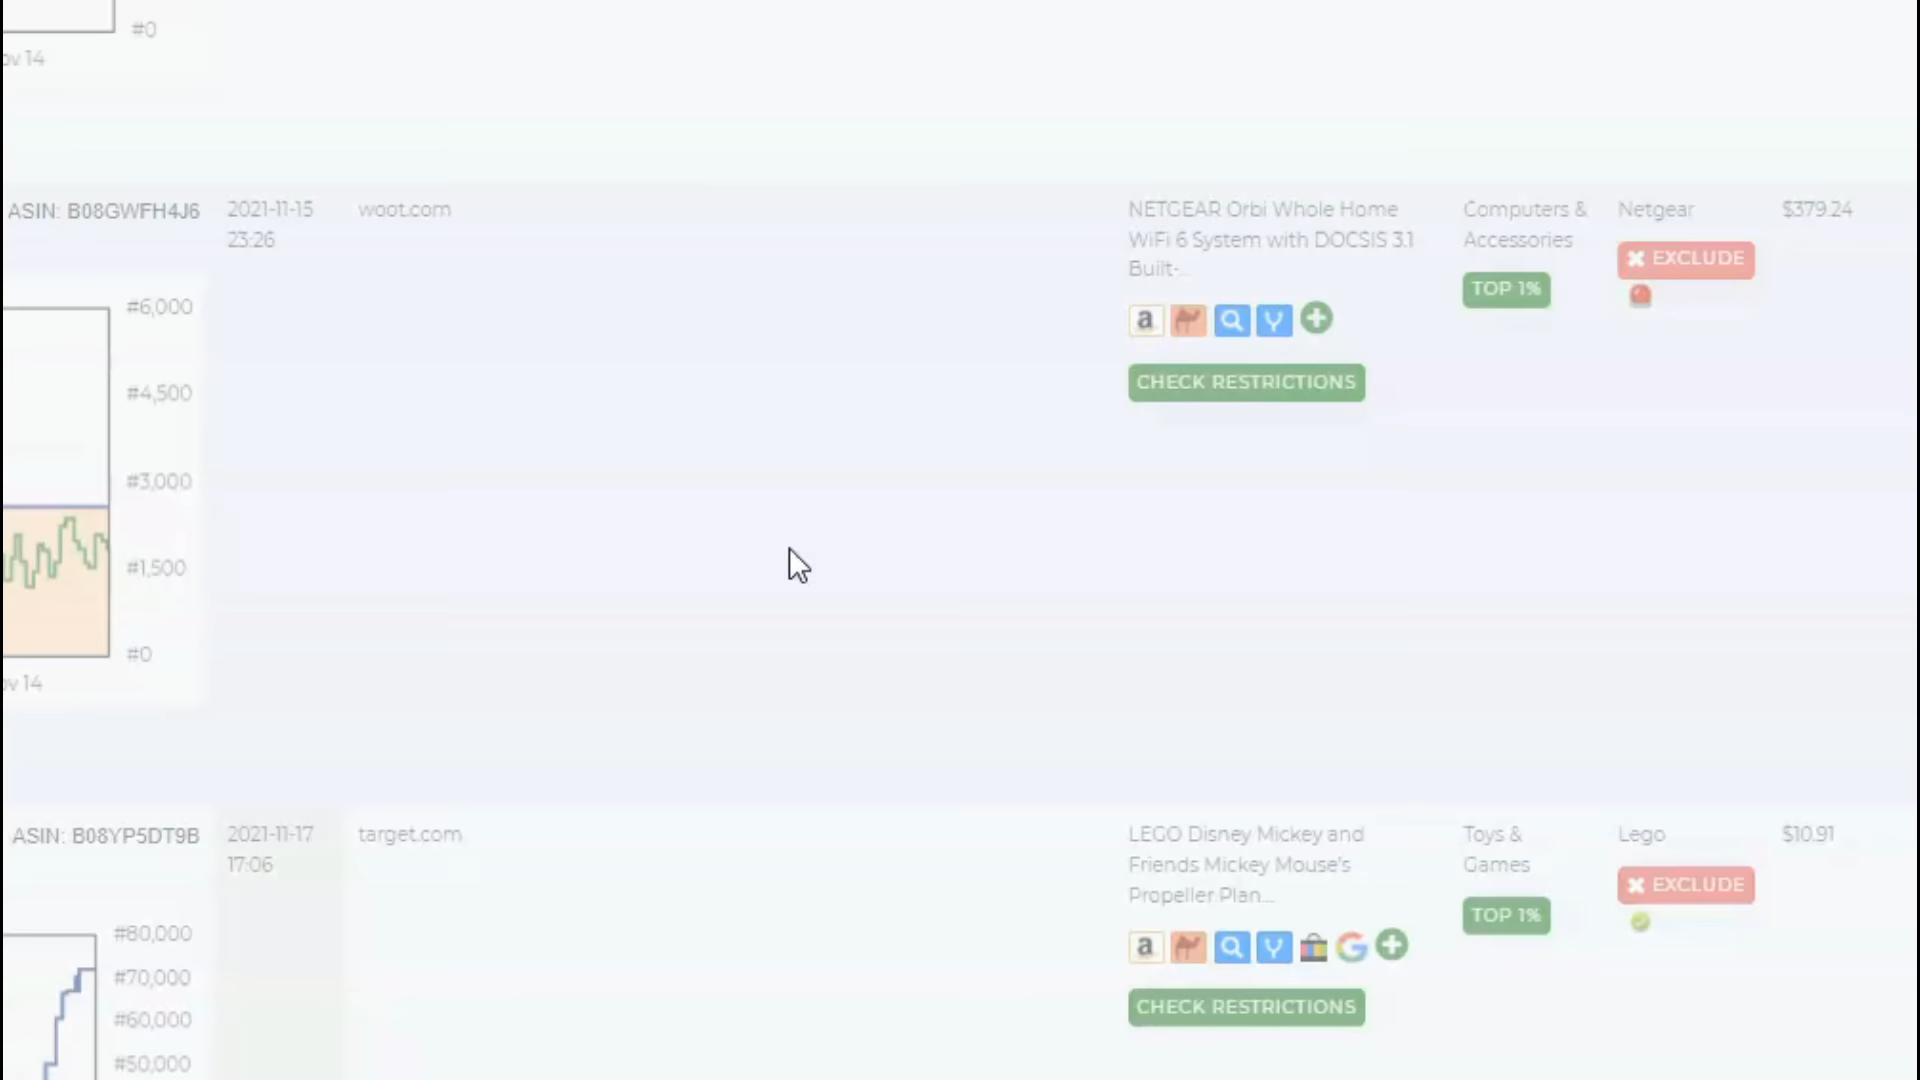 #0
ov 14
ASIN: B08GWFH4J6
2021-11-15
23:26
woot.com
NETGEAR Orbi Whole Home
WiFi 6 System with DOCSIS 3.1
Built-...
Computers &
Accessories
TOP 1%
Netgear
EXCLUDE
$379.24
a
CHECK RESTRICTIONS
#6,000
#4,500
#3,000
#1,500
#0
ov 14
ASIN: B08YP5DT9B
2021-11-17
17:06
target.com
LEGO Disney Mickey and
Friends Mickey Mouse's
Propeller Plan...
Toys &
Games
TOP 1%
Lego
EXCLUDE
$10.91
a
G
CHECK RESTRICTIONS
#80,000
#70,000
#60,000
#50,000